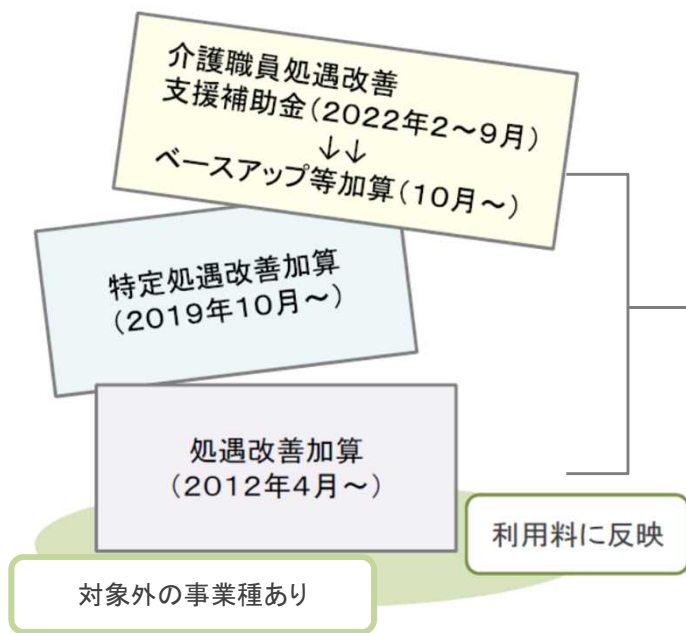 介護職員処遇改善
支援補助金(2022年2～9月)
↓↓
ベースアップ等加算(10月～)
特定処遇改善加算
(2019年10月～)
処遇改善加算
(2012年4月～)
利用料に反映
対象外の事業種あり